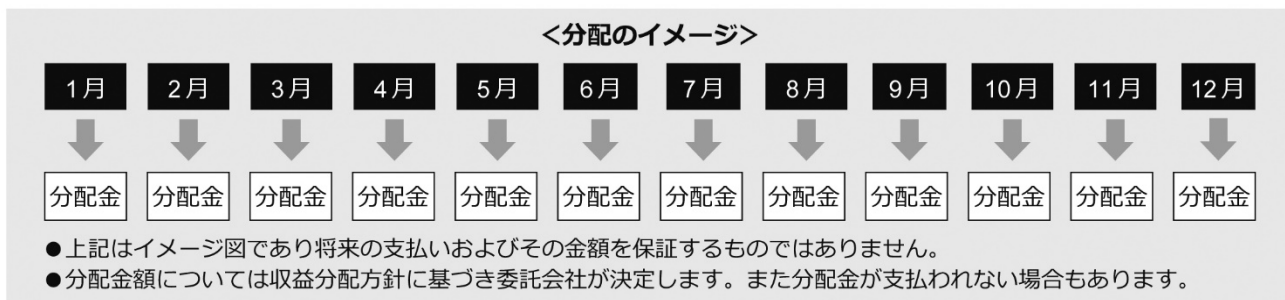 <分配のイメージ>
1月 2月 3月 4月 5月 6月 7月 8月 9月 10月 11月 12月
分配金 分配金 分配金 分配金 分配金 分配金 分配金 分配金 分配金 分配金 分配金 分配金
●上記はイメージ図であり将来の支払いおよびその金額を保証するものではありません。
●分配金額については収益分配方針に基づき委託会社が決定します。また分配金が支払われない場合もあります。